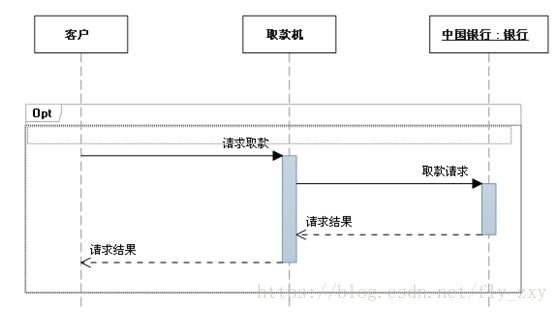 客户
取款机
中国银行：银行
Opt
请求取款
取款请求
请求结果
请求结果
https://blog.csdn.net/fly_zxy